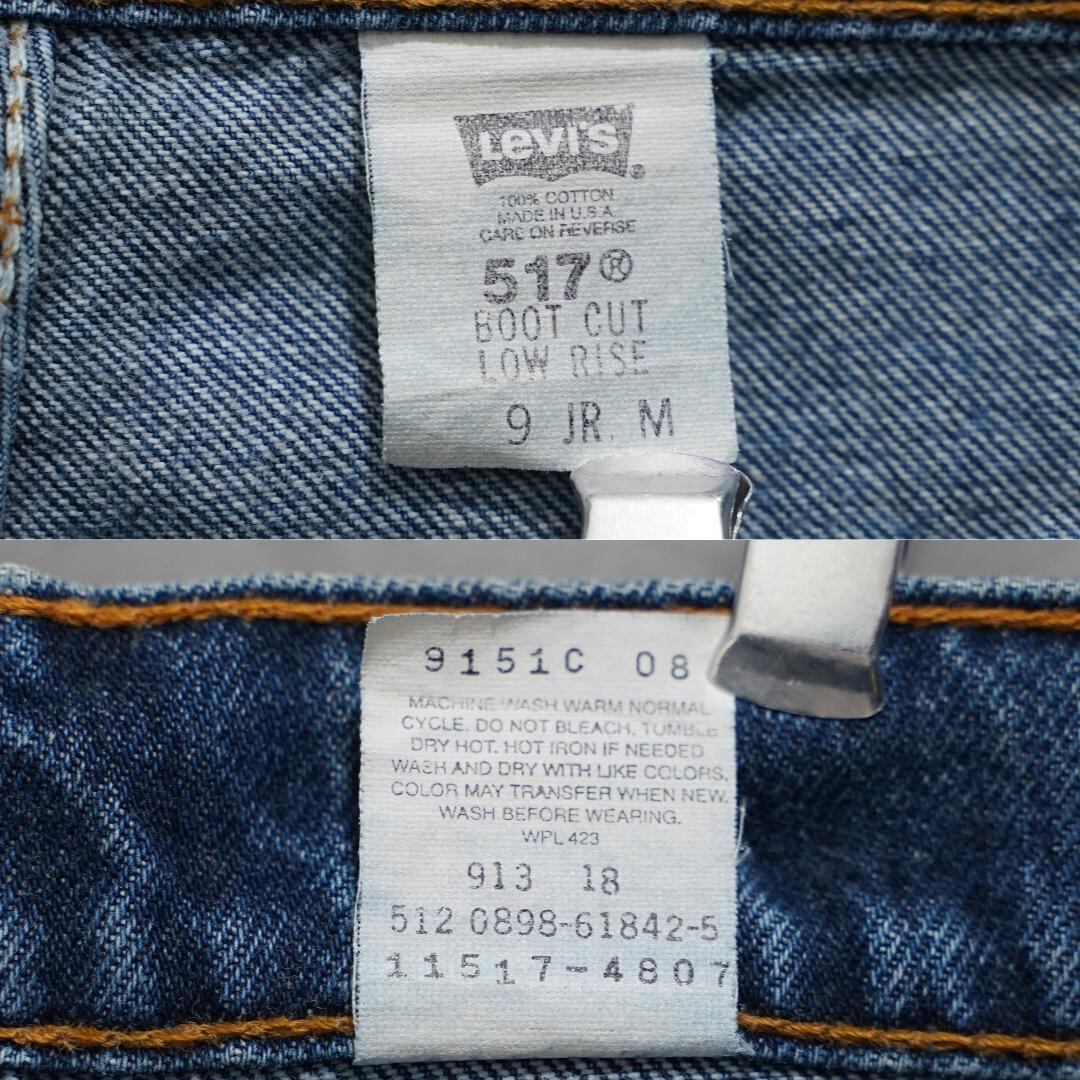 Levi's®
100% COTTON
MADE IN U.S.A
CARE ON REVERSE
517®
BOOT CUT
LOW RISE
9 JR. M
9151C 08
MACHINE WASH WARM NORMAL
CYCLE. DO NOT BLEACH. TUMBLE
DRY HOT. HOT IRON IF NEEDED
WASH AND DRY WITH LIKE COLORS.
COLOR MAY TRANSFER WHEN NEW.
WASH BEFORE WEARING.
WPL 423
913 18
512 0898-61842-5
11517-4807